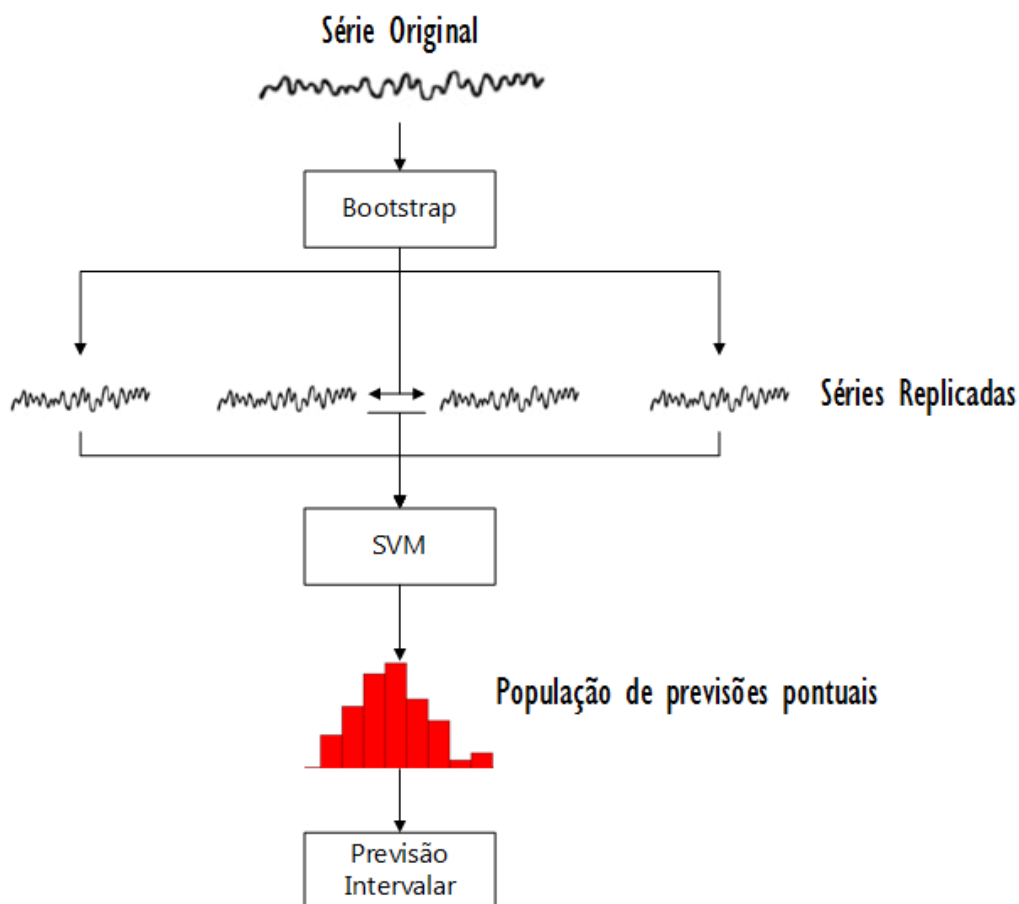 Série Original
Bootstrap
Séries Replicadas
SVM
População de previsões pontuais
Previsão
Intervalar